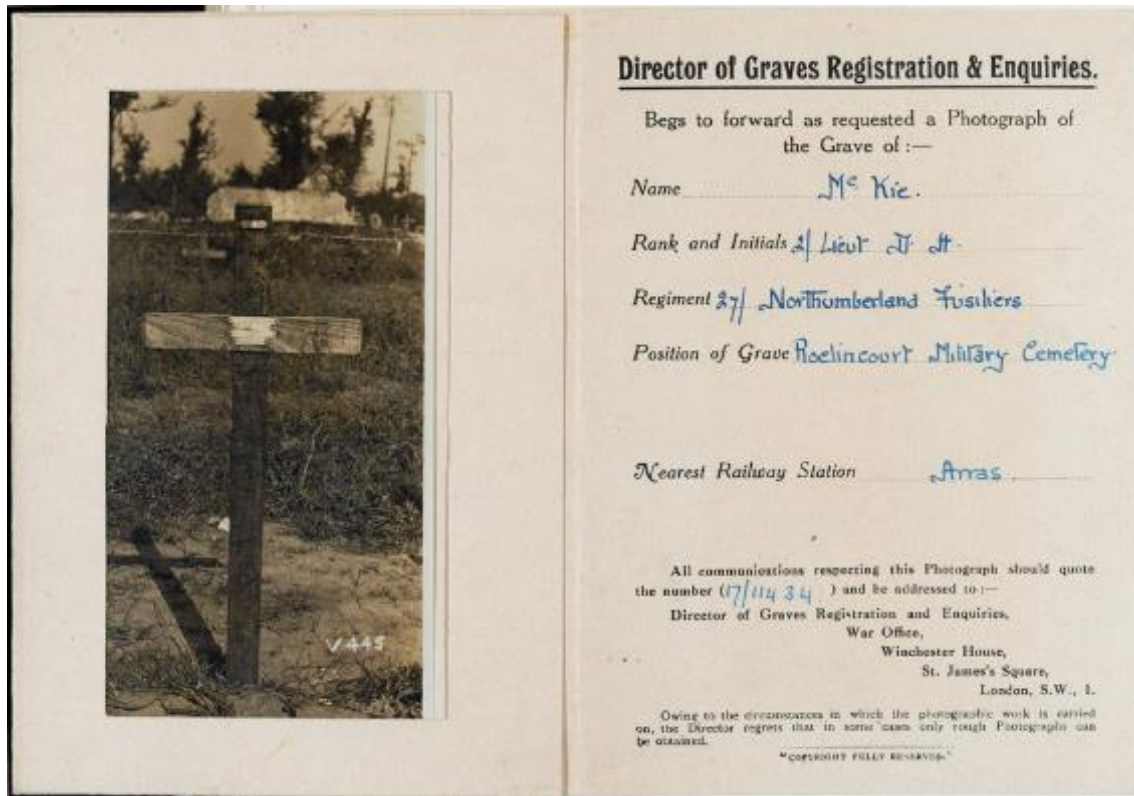 V445
Director of Graves Registration & Enquiries.
Begs to forward as requested a Photograph of
the Grave of :—
Name Mc Kie.
Rank and Initials 2/ Lieut D. H.
Regiment 27/ Northumberland Fusiliers
Position of Grave Roclincourt Military Cemetery
Nearest Railway Station Arras
All communications respecting this Photograph should quote
the number (17/11434) and be addressed to :—
Director of Graves Registration and Enquiries,
War Office,
Winchester House,
St. James's Square,
London, S.W., 1.
Owing to the circumstances in which the photographic work is carried
on, the Director regrets that in some cases only rough Photographs can
be obtained.
"COPYRIGHT FULLY RESERVED."